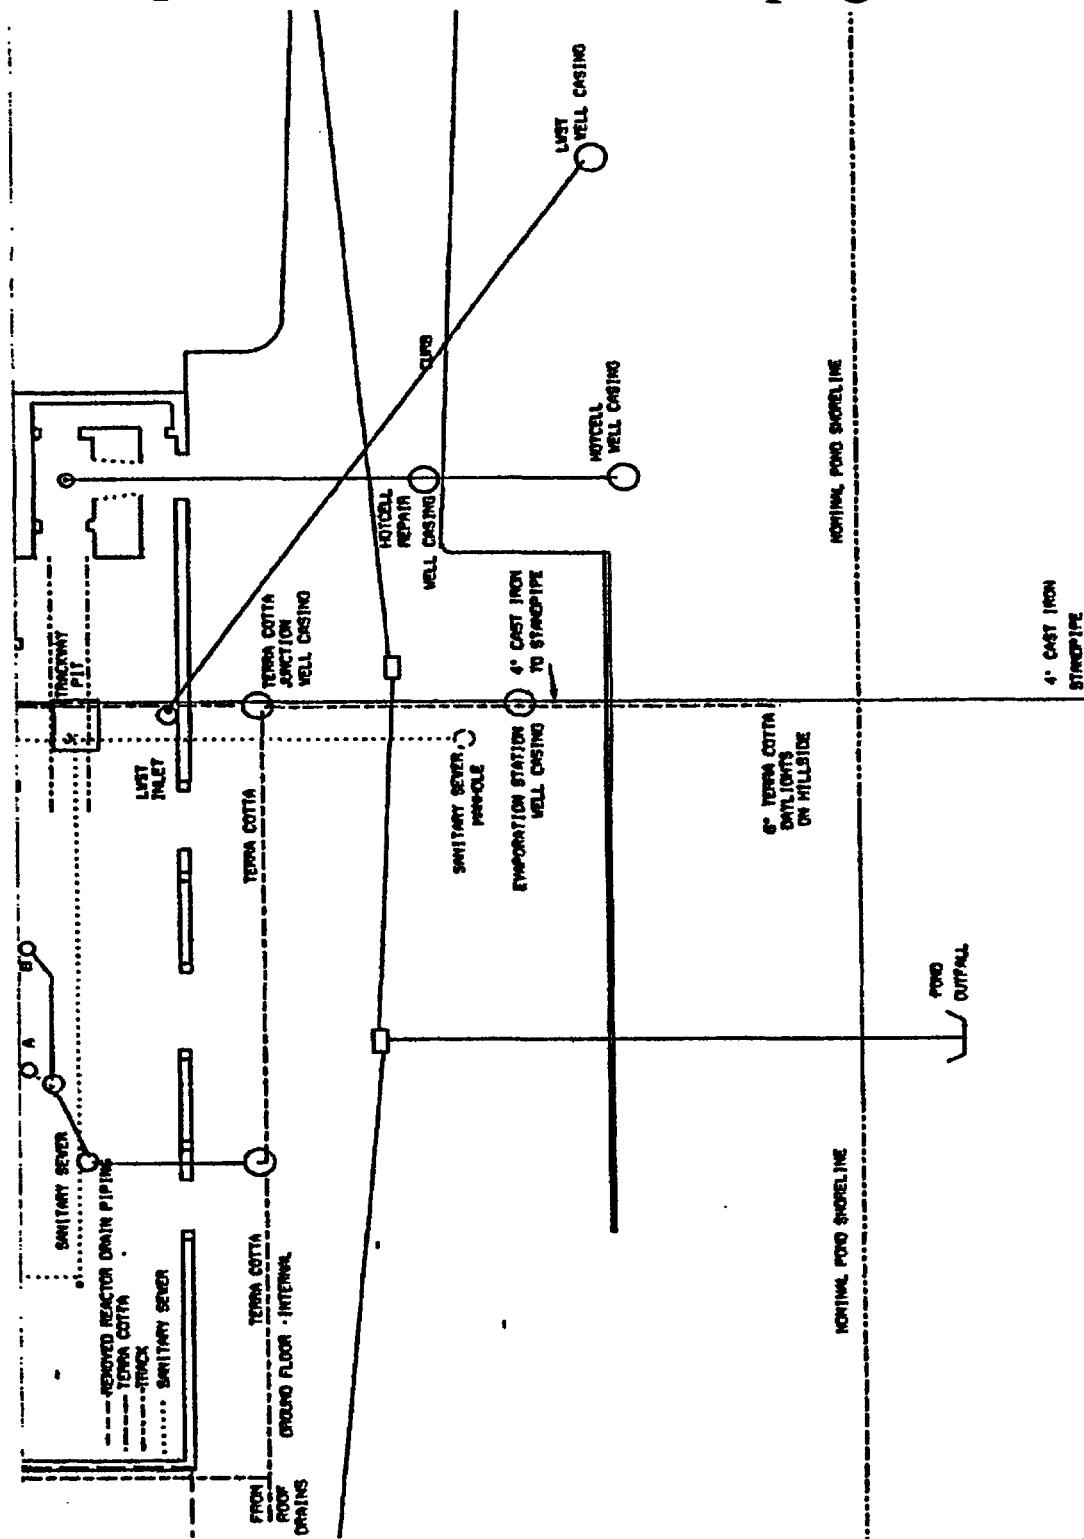 LWST
WELL CASING
CURB
HOTCELL
WELL CASING
HOTCELL
REPAIR
WELL CASING
NOMINAL POND SHORELINE
TRACKWAY
PIT
TERRA COTTA
JUNCTION
WELL CASING
4" CAST IRON
TO STANDPIPE
4" CAST IRON
STANDPIPE
LWST
INLET
TERRA COTTA
SANITARY SEWER
MANHOLE
EVAPORATION STATION
WELL CASING
6" TERRA COTTA
DAYLIGHTS
ON HILLSIDE
B
A
POND
OUTFALL
SANITARY SEWER
REMOVED REACTOR DRAIN PIPING
TERRA COTTA
TRACK
SANITARY SEWER
TERRA COTTA
GROUND FLOOR - INTERNAL
NOMINAL POND SHORELINE
FROM
ROOF
DRAINS